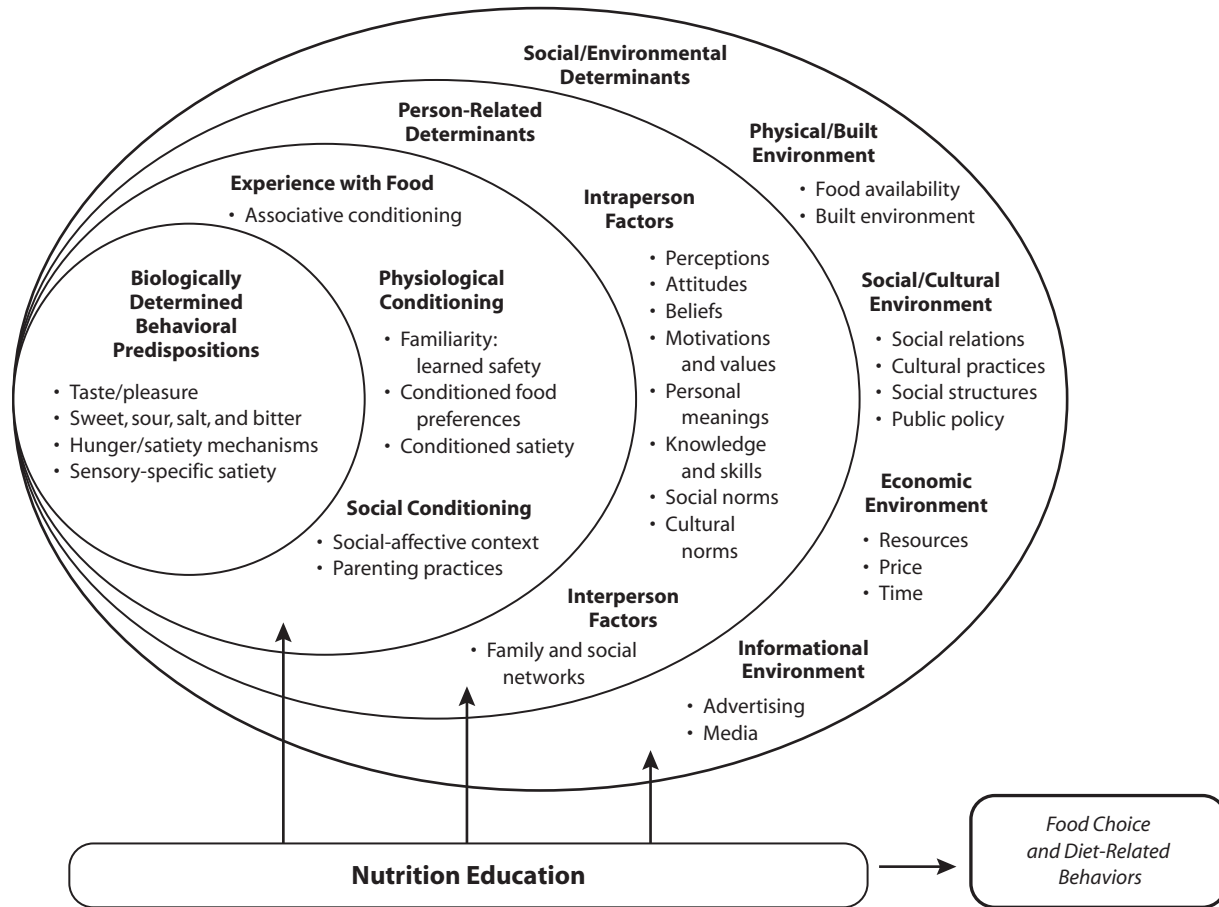 Social/Environmental
Determinants
Person-Related
Determinants
Physical/Built
Environment
• Food availability
• Built environment
Experience with Food
• Associative conditioning
Intraperson
Factors
• Perceptions
• Attitudes
• Beliefs
• Motivations
and values
• Personal
meanings
• Knowledge
and skills
• Social norms
• Cultural
norms
Biologically
Determined
Behavioral
Predispositions
• Taste/pleasure
• Sweet, sour, salt, and bitter
• Hunger/satiety mechanisms
• Sensory-specific satiety
Physiological
Conditioning
• Familiarity:
learned safety
• Conditioned food
preferences
• Conditioned satiety
Social/Cultural
Environment
• Social relations
• Cultural practices
• Social structures
• Public policy
Social Conditioning
• Social-affective context
• Parenting practices
Economic
Environment
• Resources
• Price
• Time
Interperson
Factors
• Family and social
networks
Informational
Environment
• Advertising
• Media
Nutrition Education
Food Choice
and Diet-Related
Behaviors